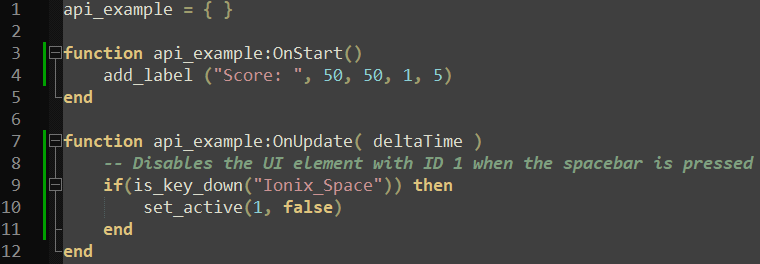 1 api_example = { }
2
3 function api_example:OnStart()
4     add_label ("Score: ", 50, 50, 1, 5)
5 end
6
7 function api_example:OnUpdate( deltaTime )
8     -- Disables the UI element with ID 1 when the spacebar is pressed
9     if(is_key_down("Ionix_Space")) then
10         set_active(1, false)
11     end
12 end